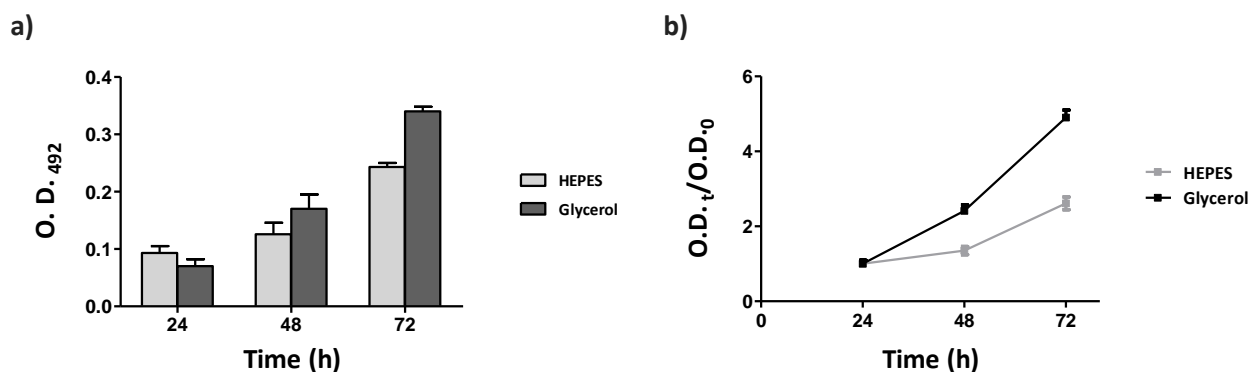 a)
0.4
0.3
0.2
0.1
0.0
O. D. 492
24 48 72
Time (h)
HEPES
Glycerol
b)
6
4
2
0
O.D. t/O.D.0
0 24 48 72
Time (h)
HEPES
Glycerol